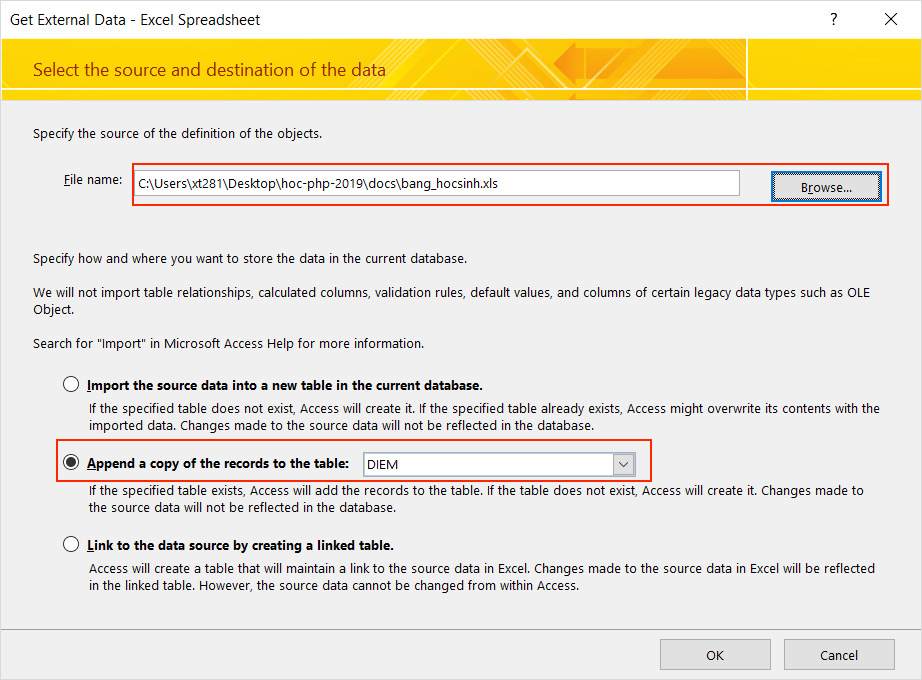 Get External Data - Excel Spreadsheet
?
Select the source and destination of the data
Specify the source of the definition of the objects.
File name: C:\Users\xt281\Desktop\hoc-php-2019\docs\bang_hocsinh.xls Browse...
Specify how and where you want to store the data in the current database.
We will not import table relationships, calculated columns, validation rules, default values, and columns of certain legacy data types such as OLE
Object.
Search for "Import" in Microsoft Access Help for more information.
Import the source data into a new table in the current database.
If the specified table does not exist, Access will create it. If the specified table already exists, Access might overwrite its contents with the
imported data. Changes made to the source data will not be reflected in the database.
Append a copy of the records to the table: DIEM
If the specified table exists, Access will add the records to the table. If the table does not exist, Access will create it. Changes made to
the source data will not be reflected in the database.
Link to the data source by creating a linked table.
Access will create a table that will maintain a link to the source data in Excel. Changes made to the source data in Excel will be reflected
in the linked table. However, the source data cannot be changed from within Access.
OK Cancel